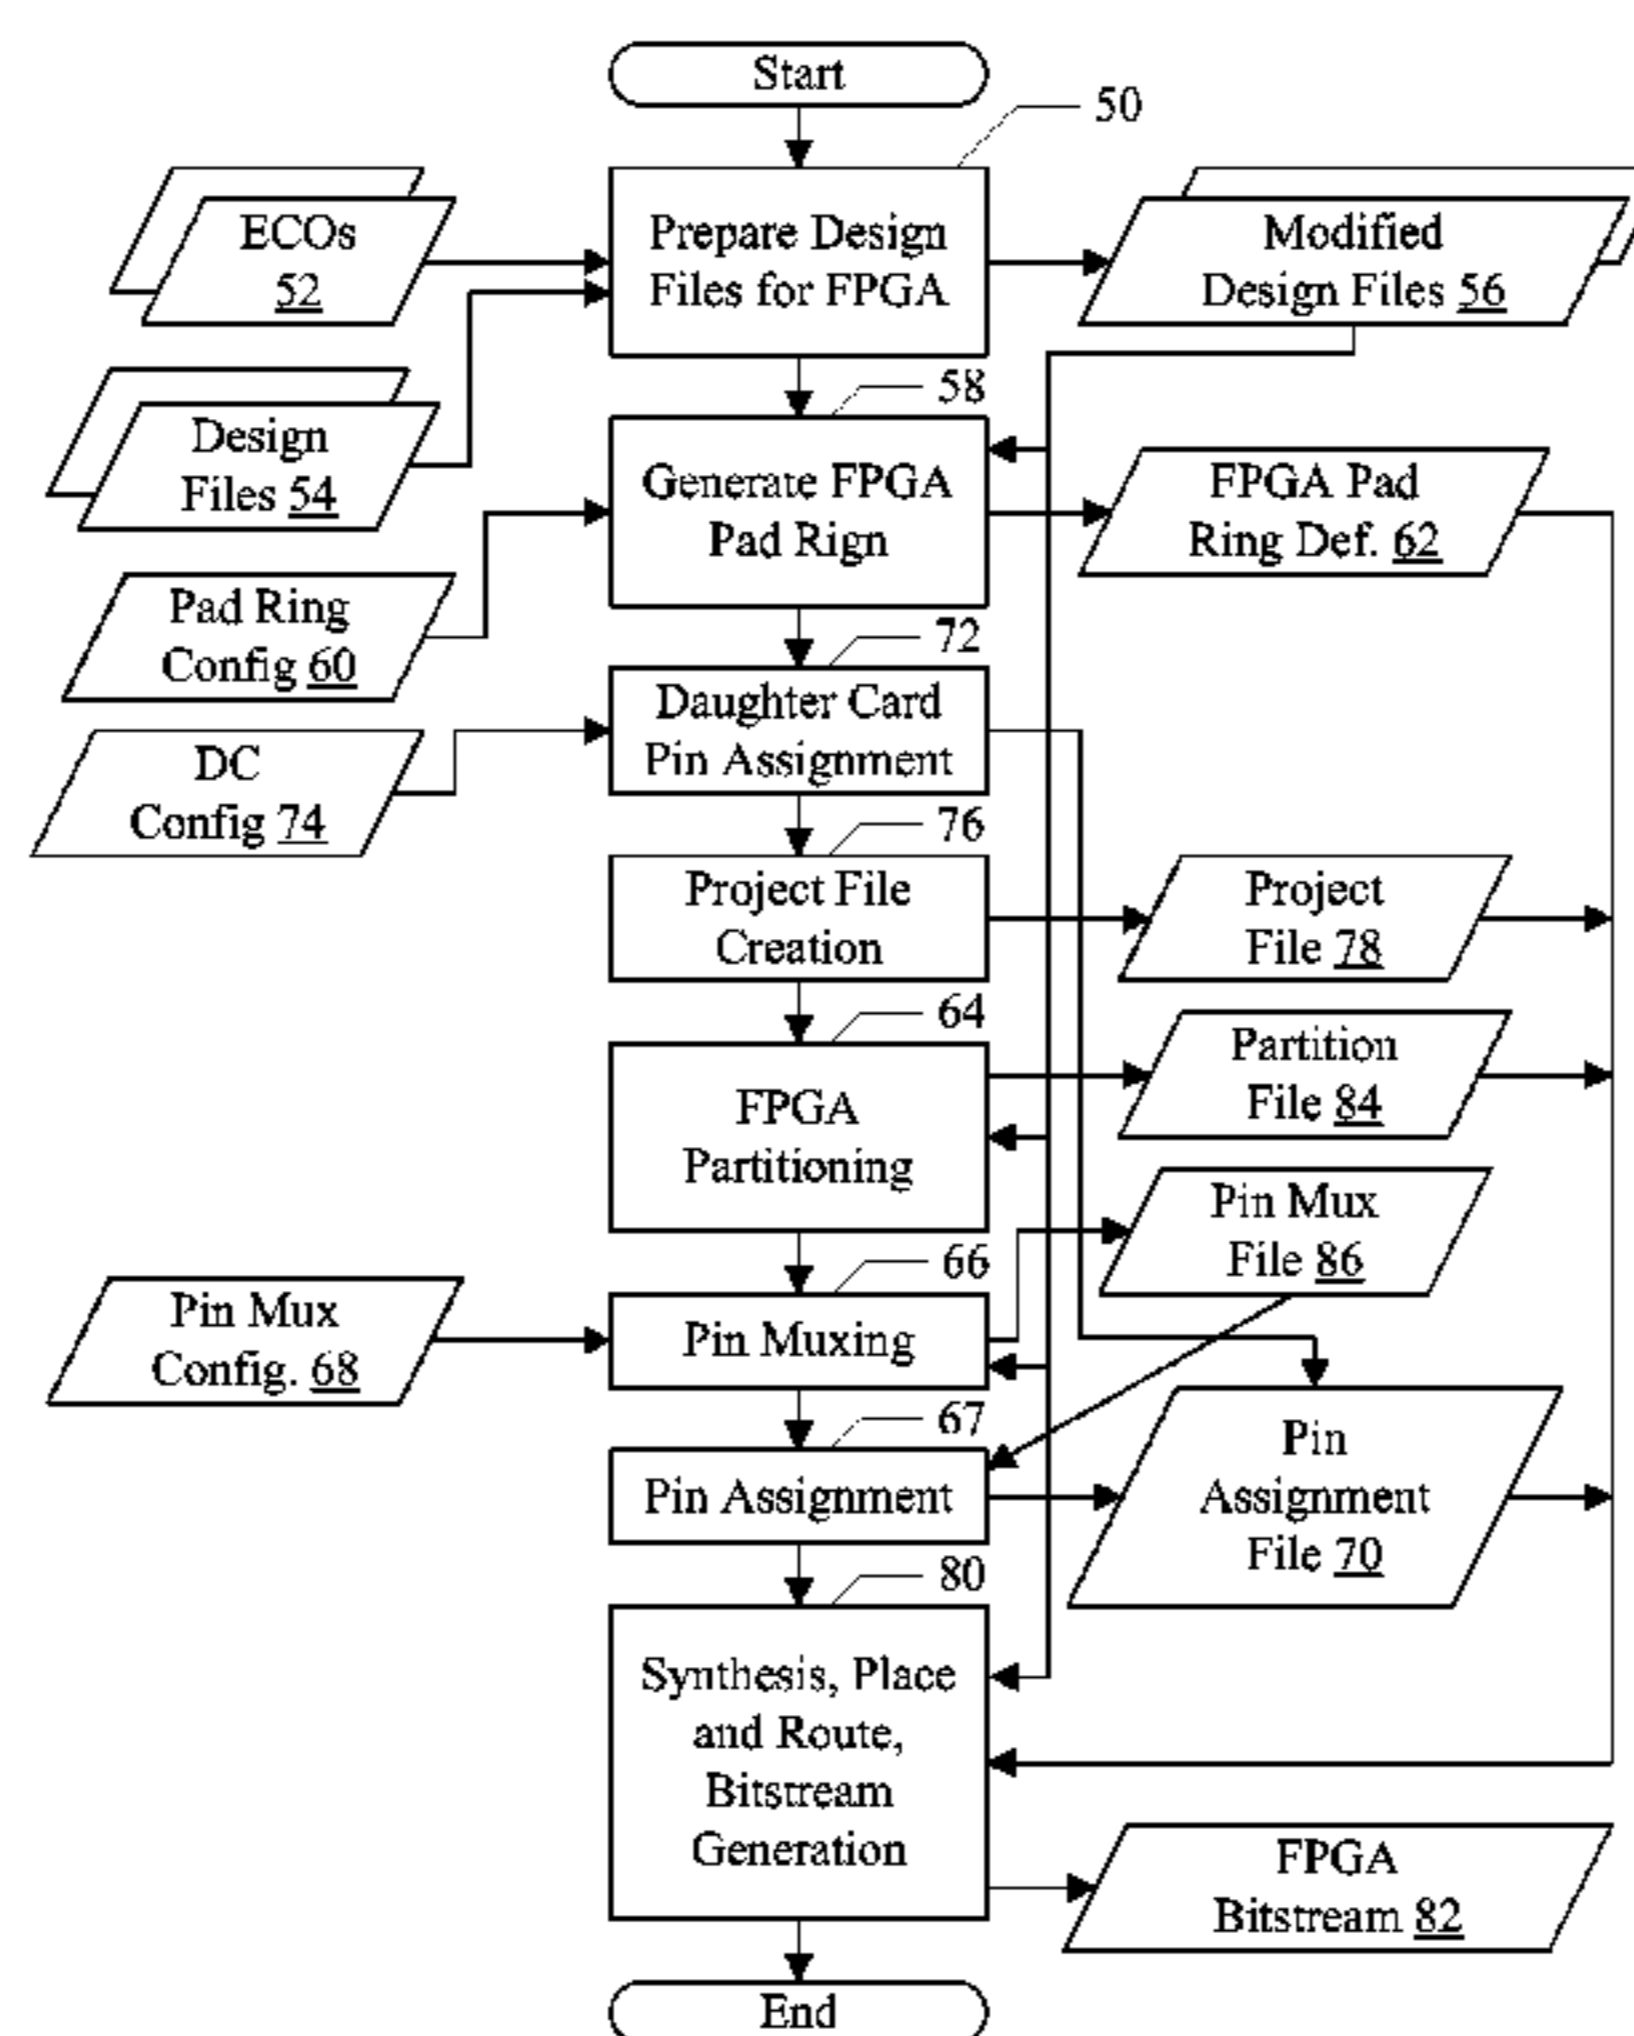 Start
50
ECOs
52
Prepare Design
Files for FPGA
Modified
Design Files 56
58
Design
Files 54
Generate FPGA
Pad Rign
FPGA Pad
Ring Def. 62
Pad Ring
Config 60
72
Daughter Card
Pin Assignment
DC
Config 74
76
Project File
Creation
Project
File 78
64
FPGA
Partitioning
Partition
File 84
Pin Mux
File 86
66
Pin Mux
Config. 68
Pin Muxing
67
Pin Assignment
Pin
Assignment
File 70
80
Synthesis, Place
and Route,
Bitstream
Generation
FPGA
Bitstream 82
End